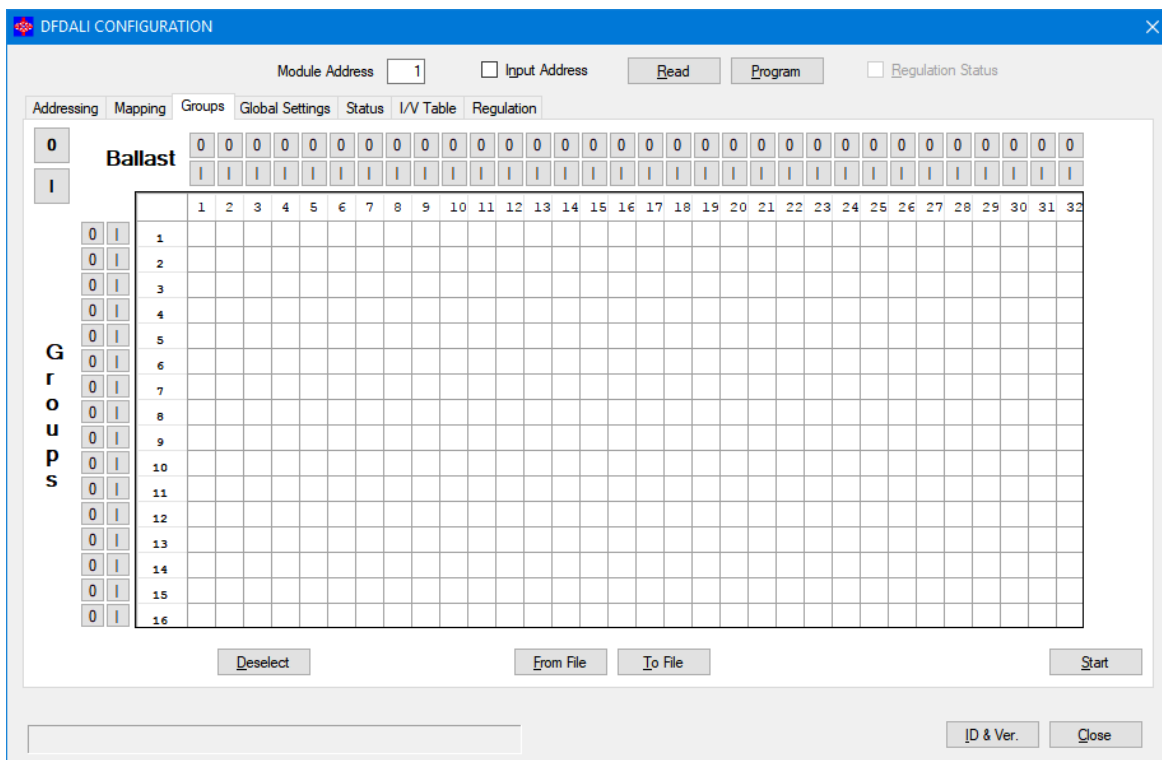 DFDALI CONFIGURATION
Module Address 1 Input Address Read Program Regulation Status
Addressing Mapping Groups Global Settings Status I/V Table Regulation
0 0 0 0 0 0 0 0 0 0 0 0 0 0 0 0 0 0 0 0 0 0 0 0 0 0 0 0 0 0 0 0 0
Ballast
I I I I I I I I I I I I I I I I I I I I I I I I I I I I I I I I I
1 2 3 4 5 6 7 8 9 10 11 12 13 14 15 16 17 18 19 20 21 22 23 24 25 26 27 28 29 30 31 32
Groups
0 I 1
0 I 2
0 I 3
0 I 4
0 I 5
0 I 6
0 I 7
0 I 8
0 I 9
0 I 10
0 I 11
0 I 12
0 I 13
0 I 14
0 I 15
0 I 16
Deselect From File To File Start
ID & Ver. Close